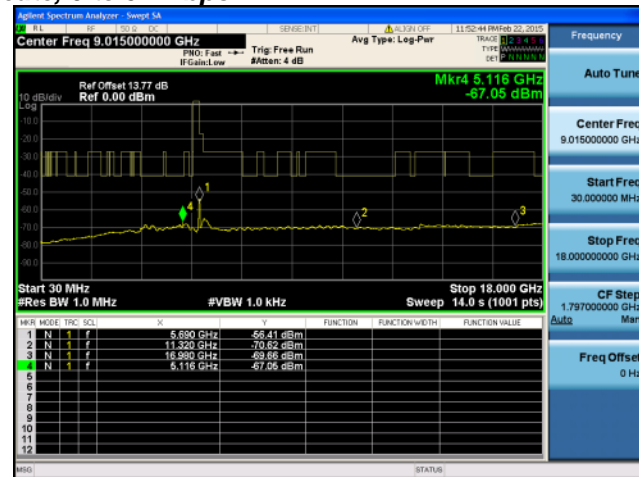 Agilent Spectrum Analyzer - Swept SA
RL RF 50 Ω DC SENSE:INT ALIGN OFF 11:52:44 PM Feb 22, 2015
Center Freq 9.015000000 GHz
PNO: Fast
IFGain:Low
Trig: Free Run
#Atten: 4 dB
Avg Type: Log-Pwr
TRACE 1 2 3 4 5 6
TYPE
DET P N N N N N
Frequency
Ref Offset 13.77 dB
Ref 0.00 dBm
10 dB/div
Log
Mkr4 5.116 GHz
-67.05 dBm
Auto Tune
-10.0
-20.0
-30.0
-40.0
-50.0
-60.0
-70.0
-80.0
-90.0
1
4
2
3
Center Freq
9.015000000 GHz
Start Freq
30.000000 MHz
Stop Freq
18.000000000 GHz
Start 30 MHz
Stop 18.000 GHz
#Res BW 1.0 MHz #VBW 1.0 kHz Sweep 14.0 s (1001 pts)
CF Step
1.797000000 GHz
Auto Man
MKR MODE TRC SCL X Y FUNCTION FUNCTION WIDTH FUNCTION VALUE
1 N 1 f 5.690 GHz -56.41 dBm
2 N 1 f 11.320 GHz -70.62 dBm
3 N 1 f 16.980 GHz -69.66 dBm
4 N 1 f 5.116 GHz -67.05 dBm
5
6
7
8
9
10
11
12
Freq Offset
0 Hz
MSG STATUS